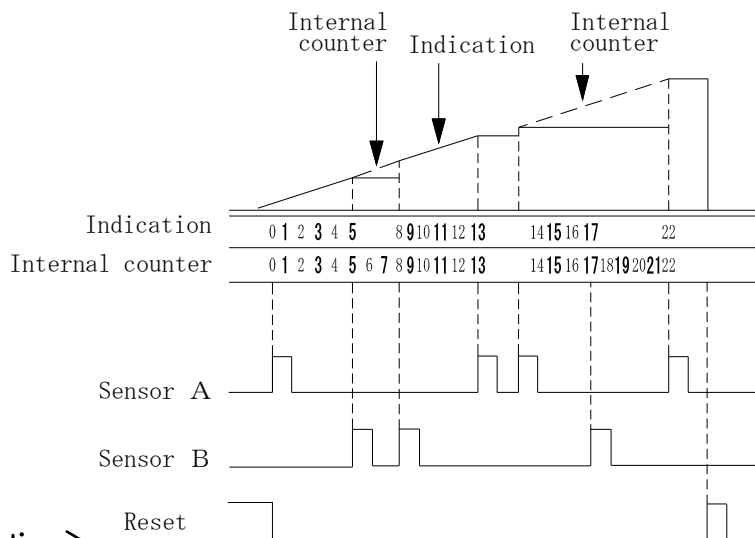 Internal
counter
Indication
Internal
counter
Indication 0 1 2 3 4 5 8 9 10 11 12 13 14 15 16 17 22
Internal counter 0 1 2 3 4 5 6 7 8 9 10 11 12 13 14 15 16 17 18 19 20 21 22
Sensor A
Sensor B
Reset